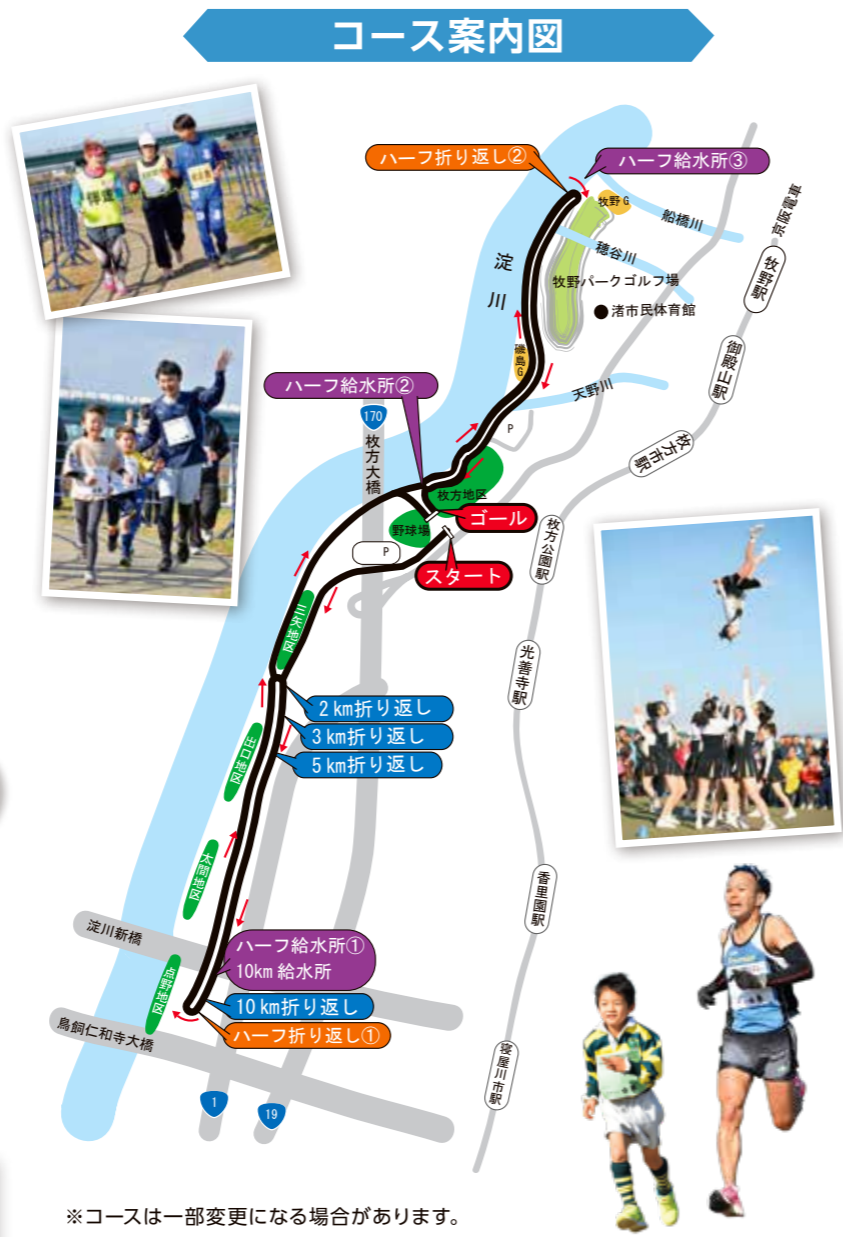 コース案内図
ハーフ折り返し②
ハーフ給水所③
牧野G
船橋川
京阪電車
穂谷川
淀川
牧野パークゴルフ場
牧野駅
渚市民体育館
磯島G
御殿山駅
天野川
ハーフ給水所②
170
枚方大橋
P
枚方市駅
枚方地区
ゴール
野球場
P
スタート
枚方公園駅
三矢地区
光善寺駅
2km折り返し
3km折り返し
5km折り返し
出口地区
太間地区
香里園駅
淀川新橋
ハーフ給水所①
10km給水所
点野地区
10km折り返し
ハーフ折り返し①
鳥飼仁和寺大橋
寝屋川市駅
1
19
※コースは一部変更になる場合があります。